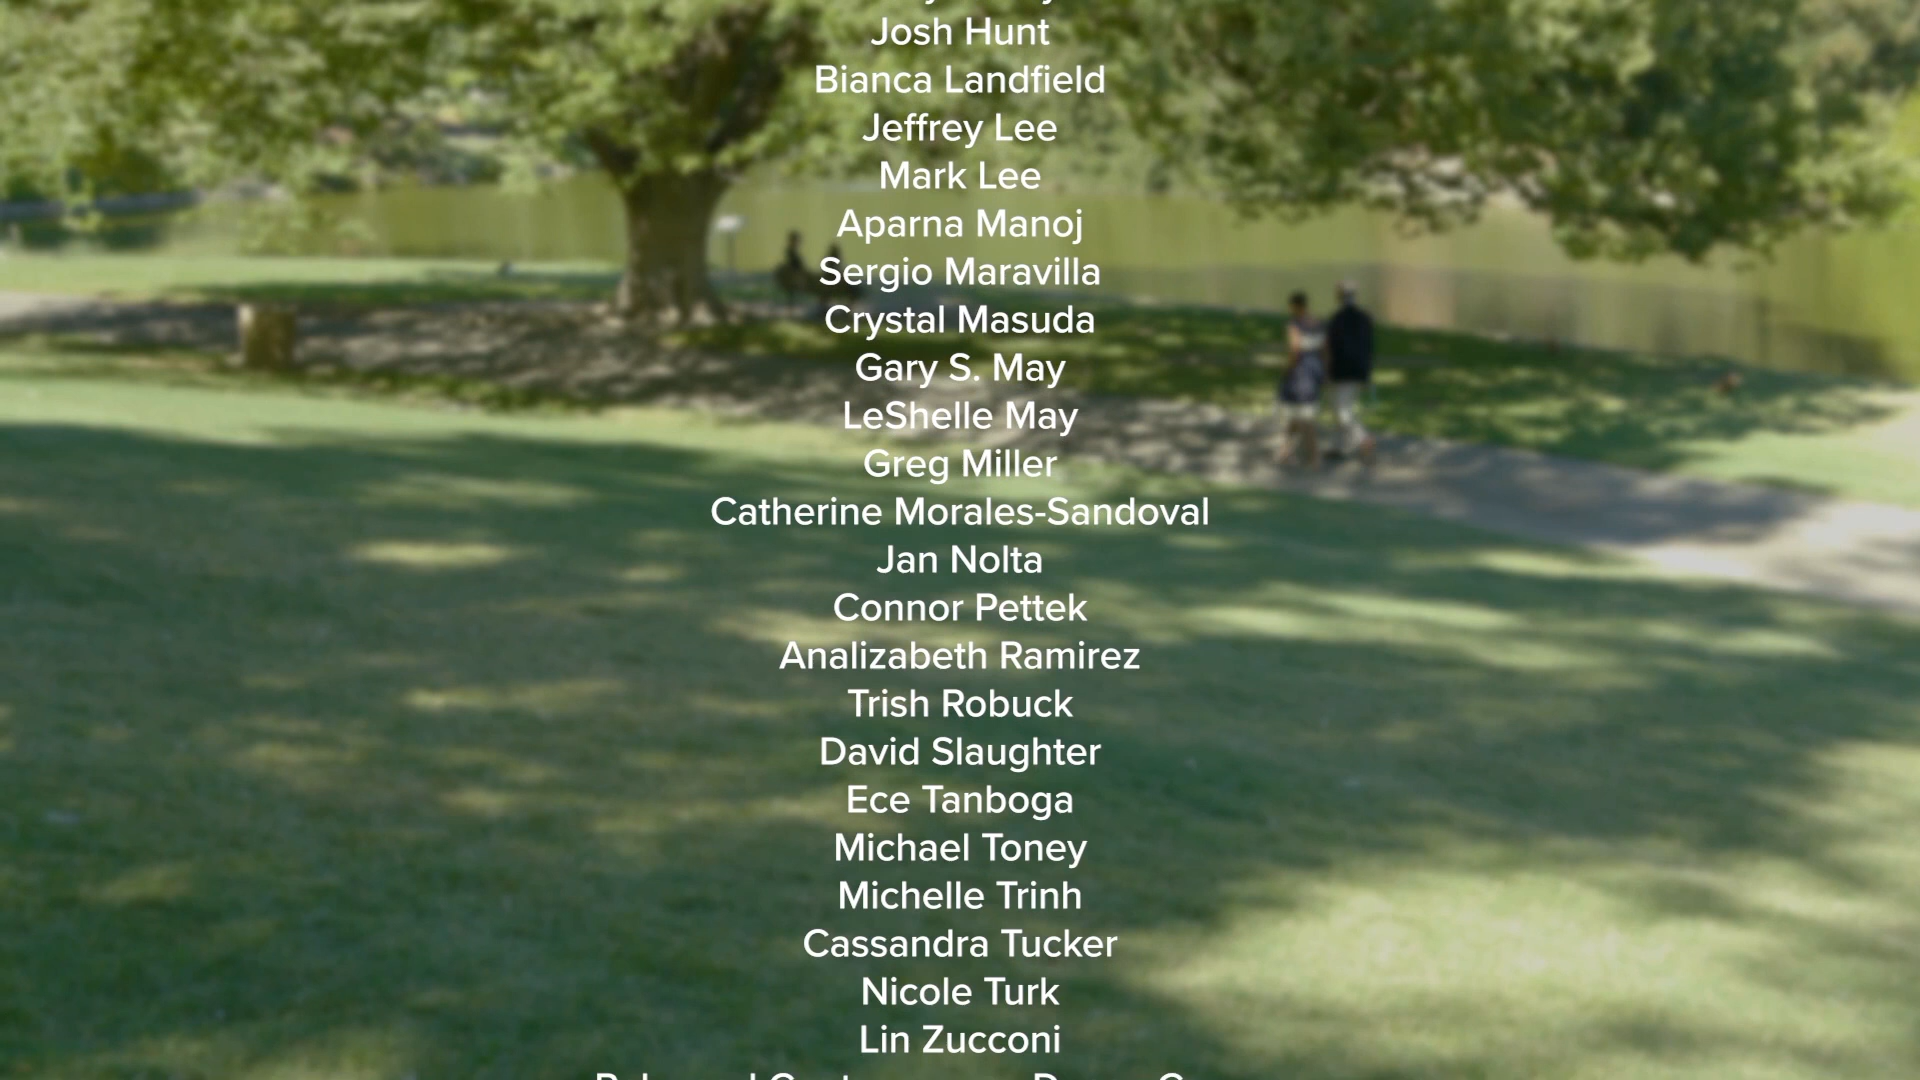 Josh Hunt
Bianca Landfield
Jeffrey Lee
Mark Lee
Aparna Manoj
Sergio Maravilla
Crystal Masuda
Gary S. May
LeShelle May
Greg Miller
Catherine Morales-Sandoval
Jan Nolta
Connor Pettek
Analizabeth Ramirez
Trish Robuck
David Slaughter
Ece Tanboga
Michael Toney
Michelle Trinh
Cassandra Tucker
Nicole Turk
Lin Zucconi